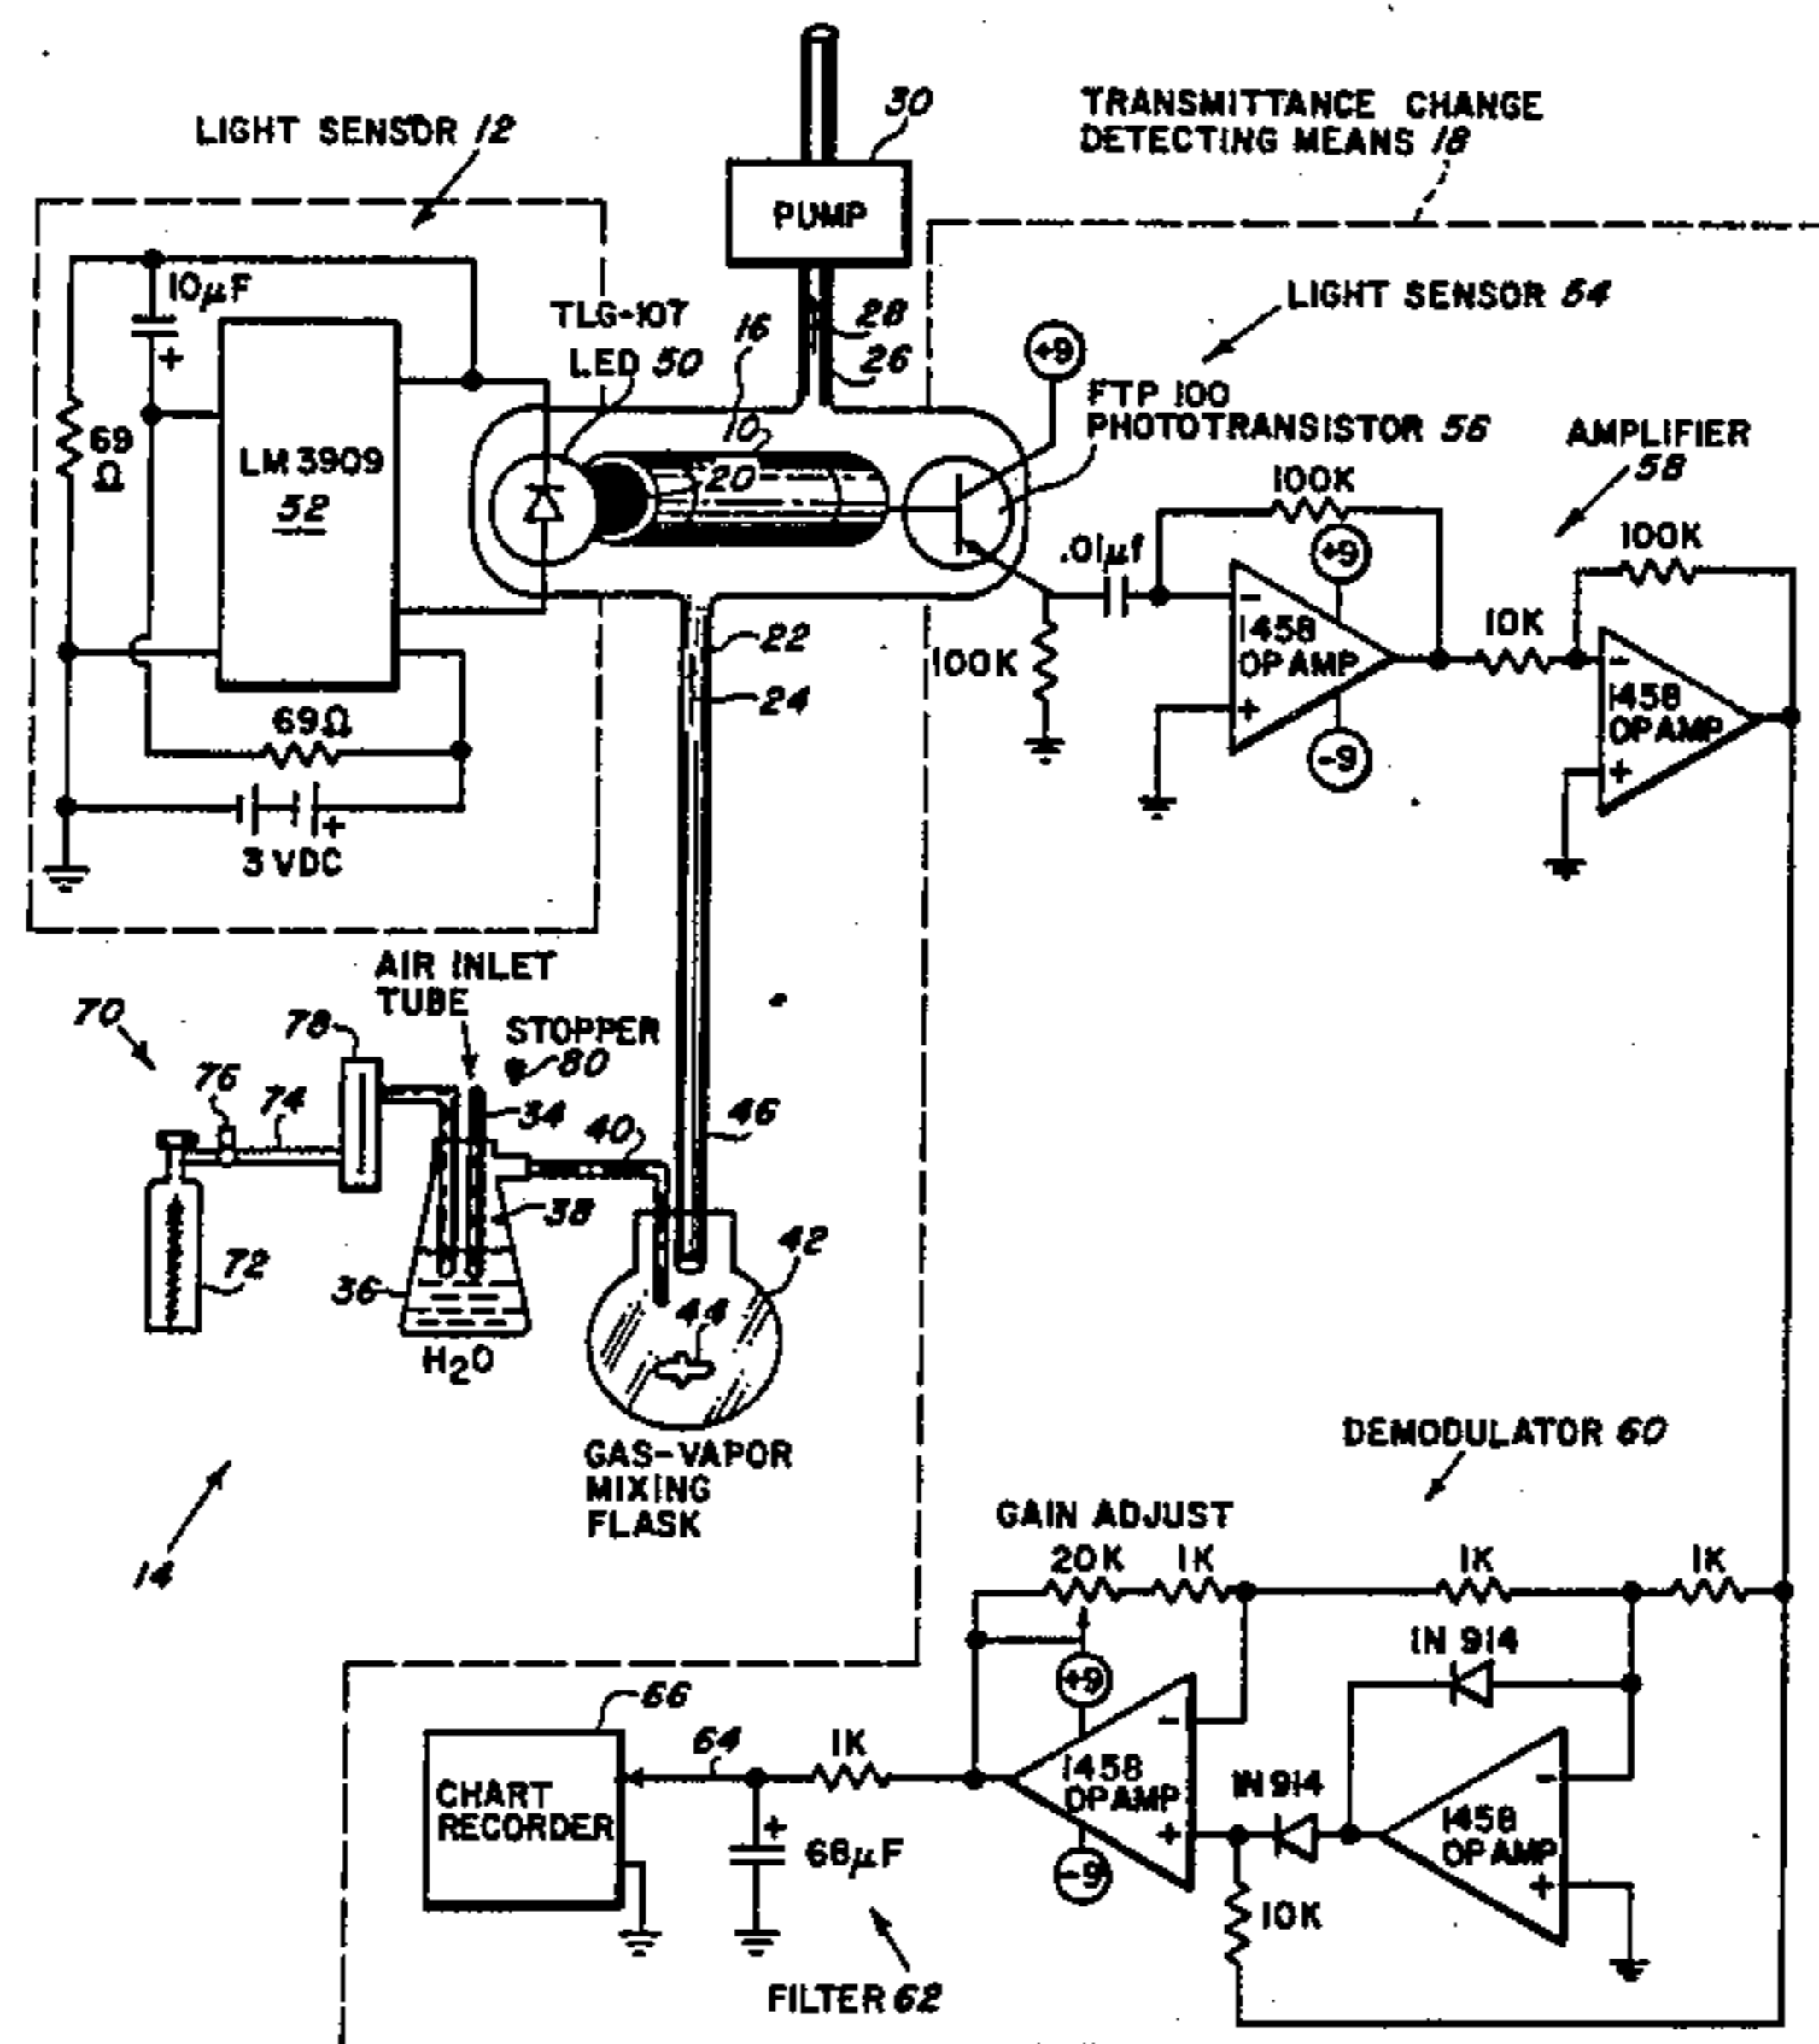 30
TRANSMITTANCE CHANGE
DETECTING MEANS 18
LIGHT SENSOR 12
PUMP
10µF
+
TLG-107
LED 50
16
28
26
LIGHT SENSOR 54
+9
FTP 100
PHOTOTRANSISTOR 56
AMPLIFIER
58
69
Ω
LM 3909
52
10
20
100K
.01µf
+9
100K
-
1458
OP AMP
+
-9
10K
-
1458
OP AMP
+
100K
22
24
69Ω
+
3 VDC
AIR INLET
TUBE
STOPPER
80
70
78
76
74
34
40
46
38
42
72
36
44
H2O
GAS-VAPOR
MIXING
FLASK
14
DEMODULATOR 60
GAIN ADJUST
20K
1K
1K
1K
1N 914
+9
66
64
1K
-
1458
OP AMP
+
-9
1N 914
-
1458
OP AMP
+
CHART
RECORDER
+
68µF
10K
FILTER 62